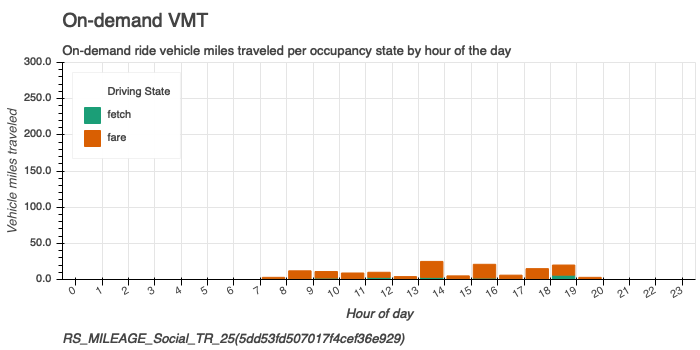 On-demand VMT
On-demand ride vehicle miles traveled per occupancy state by hour of the day
Vehicle miles traveled
300.0
250.0
200.0
150.0
100.0
50.0
0.0
Driving State
fetch
fare
0 1 2 3 4 5 6 7 8 9 10 11 12 13 14 15 16 17 18 19 20 21 22 23
Hour of day
RS_MILEAGE_Social_TR_25(5dd53fd507017f4cef36e929)